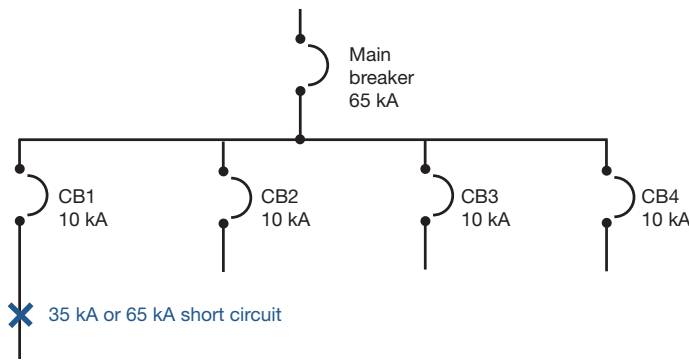 Main
breaker
65 kA
CB1
10 kA
CB2
10 kA
CB3
10 kA
CB4
10 kA
35 kA or 65 kA short circuit